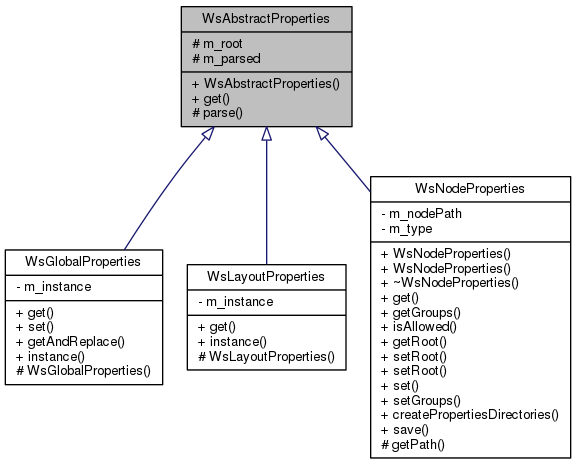 WsAbstractProperties
# m_root
# m_parsed
+ WsAbstractProperties()
+ get()
# parse()
WsGlobalProperties
- m_instance
+ get()
+ set()
+ getAndReplace()
+ instance()
# WsGlobalProperties()
WsLayoutProperties
- m_instance
+ get()
+ instance()
# WsLayoutProperties()
WsNodeProperties
- m_nodePath
- m_type
+ WsNodeProperties()
+ WsNodeProperties()
+ ~WsNodeProperties()
+ get()
+ getGroups()
+ isAllowed()
+ getRoot()
+ setRoot()
+ setRoot()
+ set()
+ setGroups()
+ createPropertiesDirectories()
+ save()
# getPath()